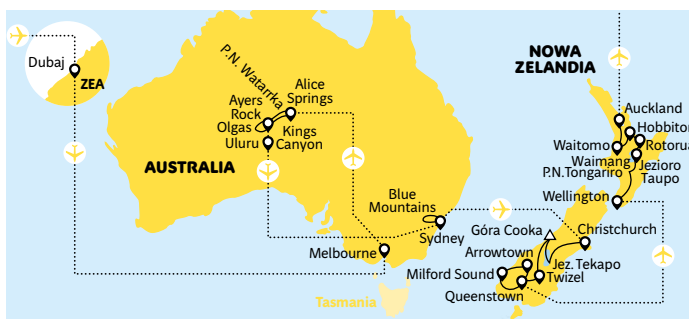 Dubaj
ZEA
P.N. Watarrka
Alice
Springs
Ayers
Rock
Olgas
Uluru
Kings
Canyon
AUSTRALIA
Blue
Mountains
Sydney
Melbourne
Tasmania
NOWA
ZELANDIA
Auckland
Hobbiton
Waitomo
Rotorua
Waimang
P.N.Tongariro
Jezioro
Taupo
Wellington
Góra Cooka
Christchurch
Arrowtown
Jez. Tekapo
Milford Sound
Twizel
Queenstown